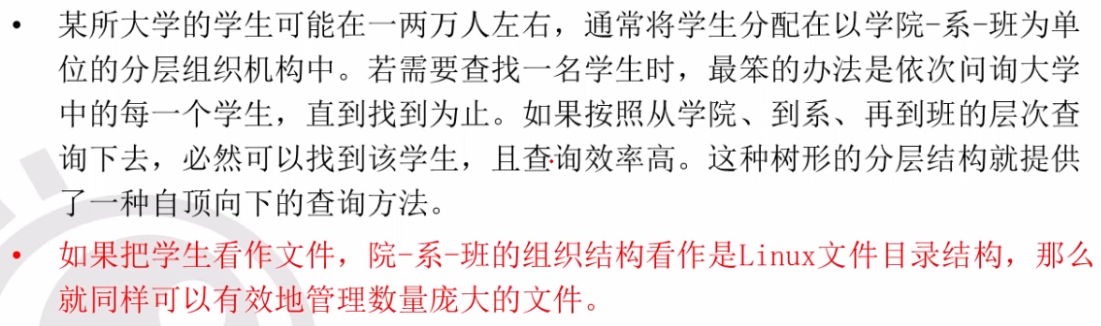 • 某所大学的学生可能在一两万人左右，通常将学生分配在以学院-系-班为单
位的分层组织机构中。若需要查找一名学生时，最笨的办法是依次问询大学
中的每一个学生，直到找到为止。如果按照从学院、到系、再到班的层次查
询下去，必然可以找到该学生，且查询效率高。这种树形的分层结构就提供
了一种自顶向下的查询方法。
• 如果把学生看作文件，院-系-班的组织结构看作是Linux文件目录结构，那么
就同样可以有效地管理数量庞大的文件。